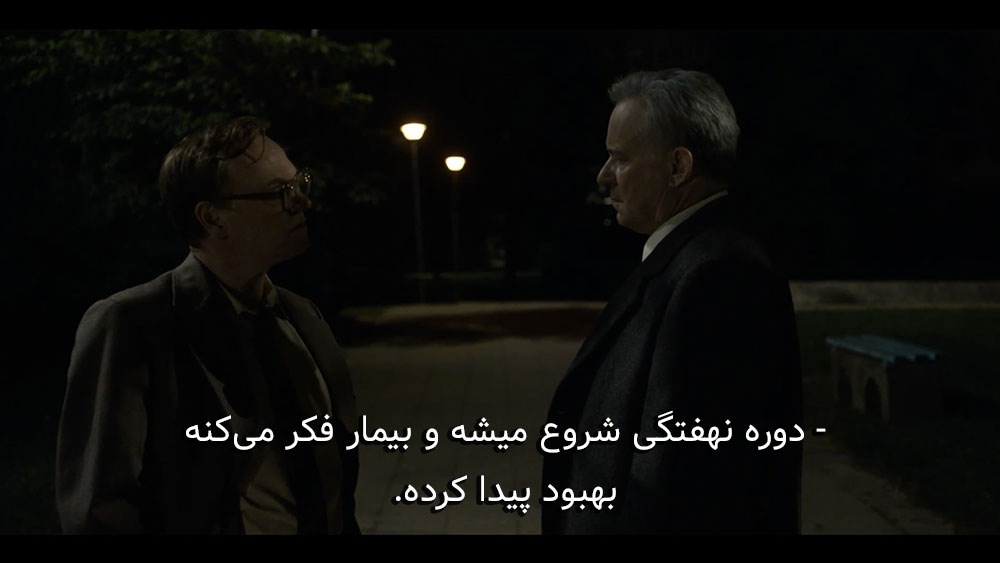 - دوره نهفتگی شروع میشه و بیمار فکر می‌کنه
بهبود پیدا کرده.